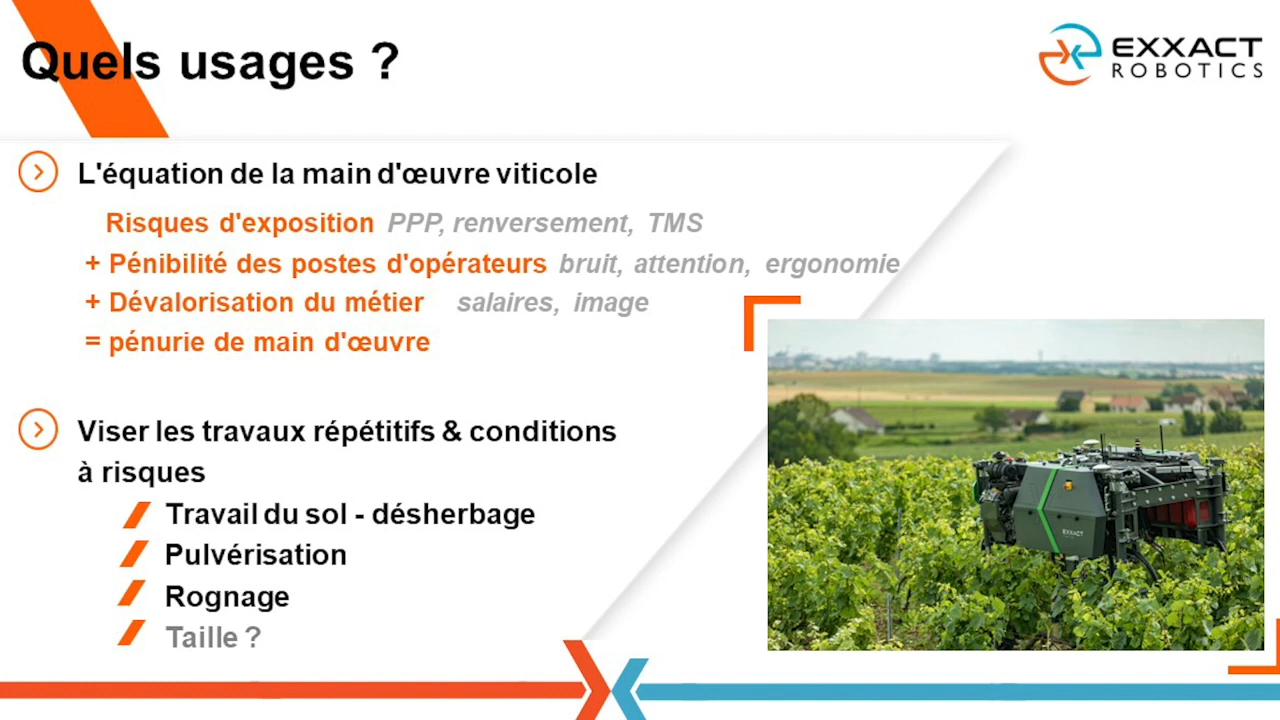 Quels usages ?
EXXACT
ROBOTICS
L'équation de la main d'œuvre viticole
Risques d'exposition PPP, renversement, TMS
+ Pénibilité des postes d'opérateurs bruit, attention, ergonomie
+ Dévalorisation du métier salaires, image
= pénurie de main d'œuvre
Viser les travaux répétitifs & conditions
à risques
Travail du sol - désherbage
Pulvérisation
Rognage
Taille ?
EXXACT